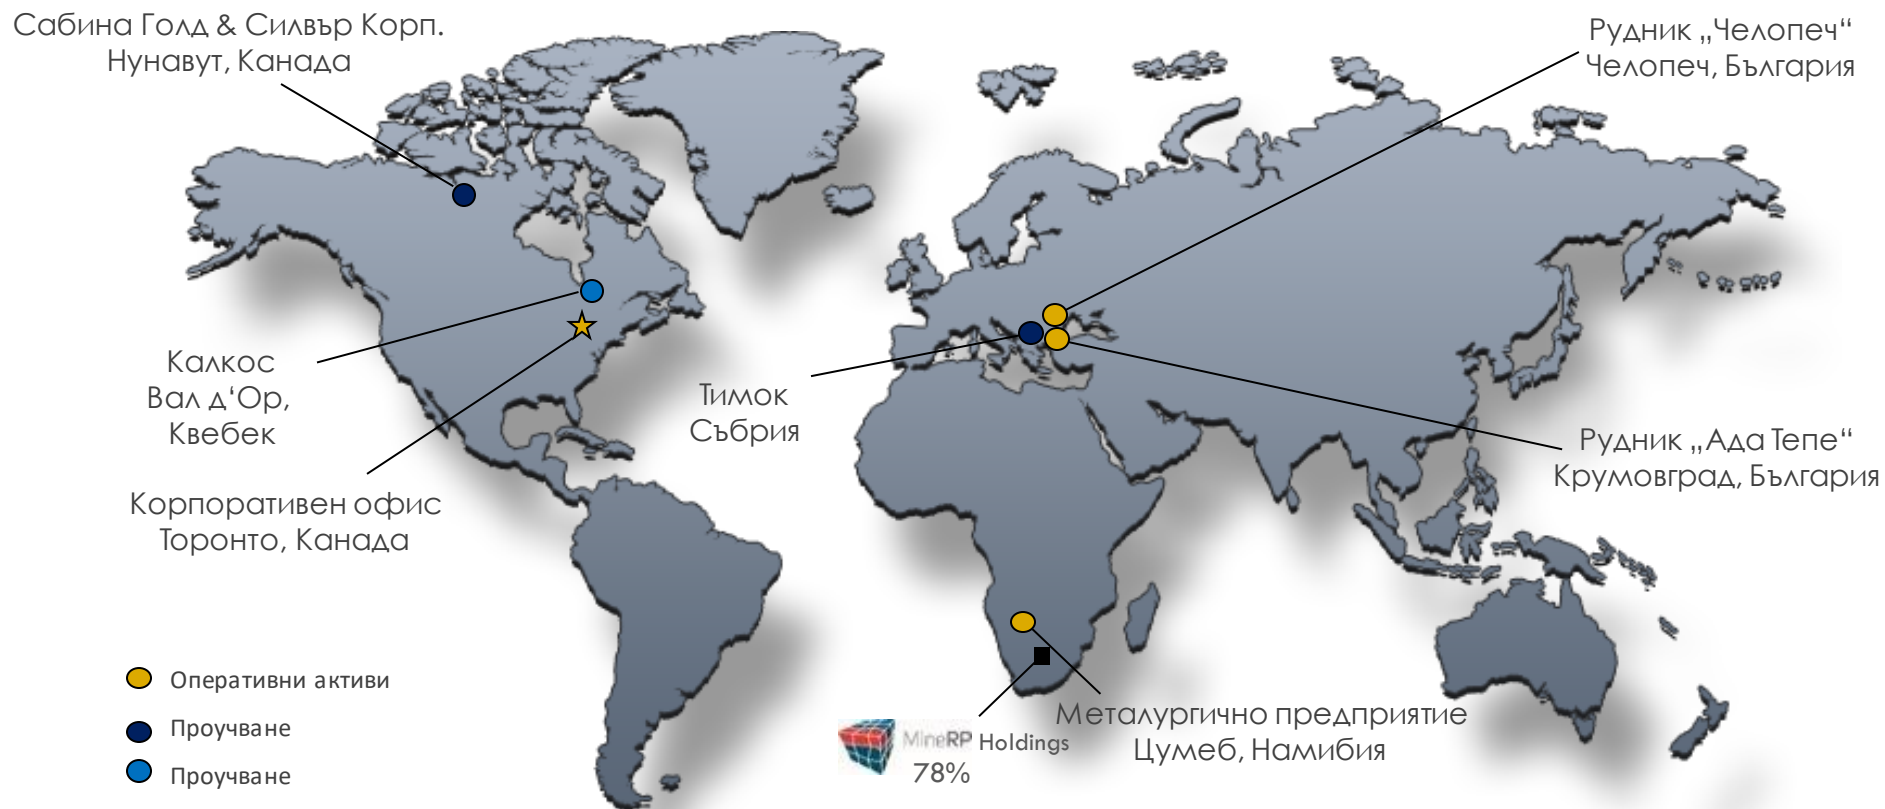 Сабина Голд & Силвър Корп.
Нунавут, Канада
Рудник „Челопеч“
Челопеч, България
Калкос
Вал д‘Ор,
Квебек
Тимок
Събрия
Рудник „Ада Тепе“
Крумовград, България
Корпоративен офис
Торонто, Канада
Оперативни активи
Проучване
Проучване
MineRP Holdings
78%
Металургично предприятие
Цумеб, Намибия